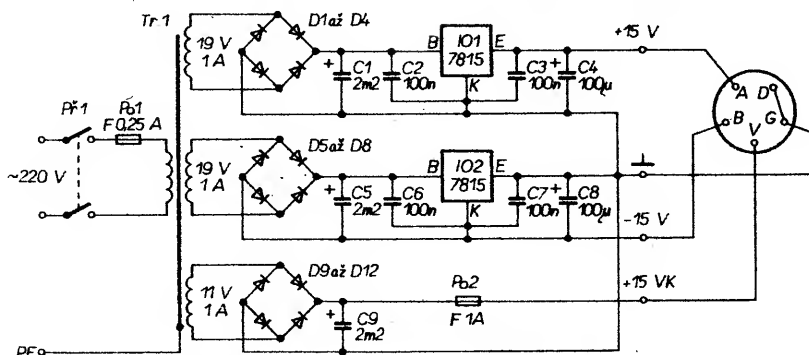 Tr 1
19 V
1 A
D1 až D4
+
C1
2m2
C2
100n
B
IO1
7815
E
K
C3
100n
+
C4
100µ
+15 V
A
D
B
G
V
Př 1
Po1
F 0,25 A
~220 V
19 V
1 A
D5 až D8
+
C5
2m2
C6
100n
B
IO2
7815
E
K
C7
100n
+
C8
100µ
-15 V
11 V
1 A
D9 až D12
+
C9
2m2
Po2
F 1A
+15 VK